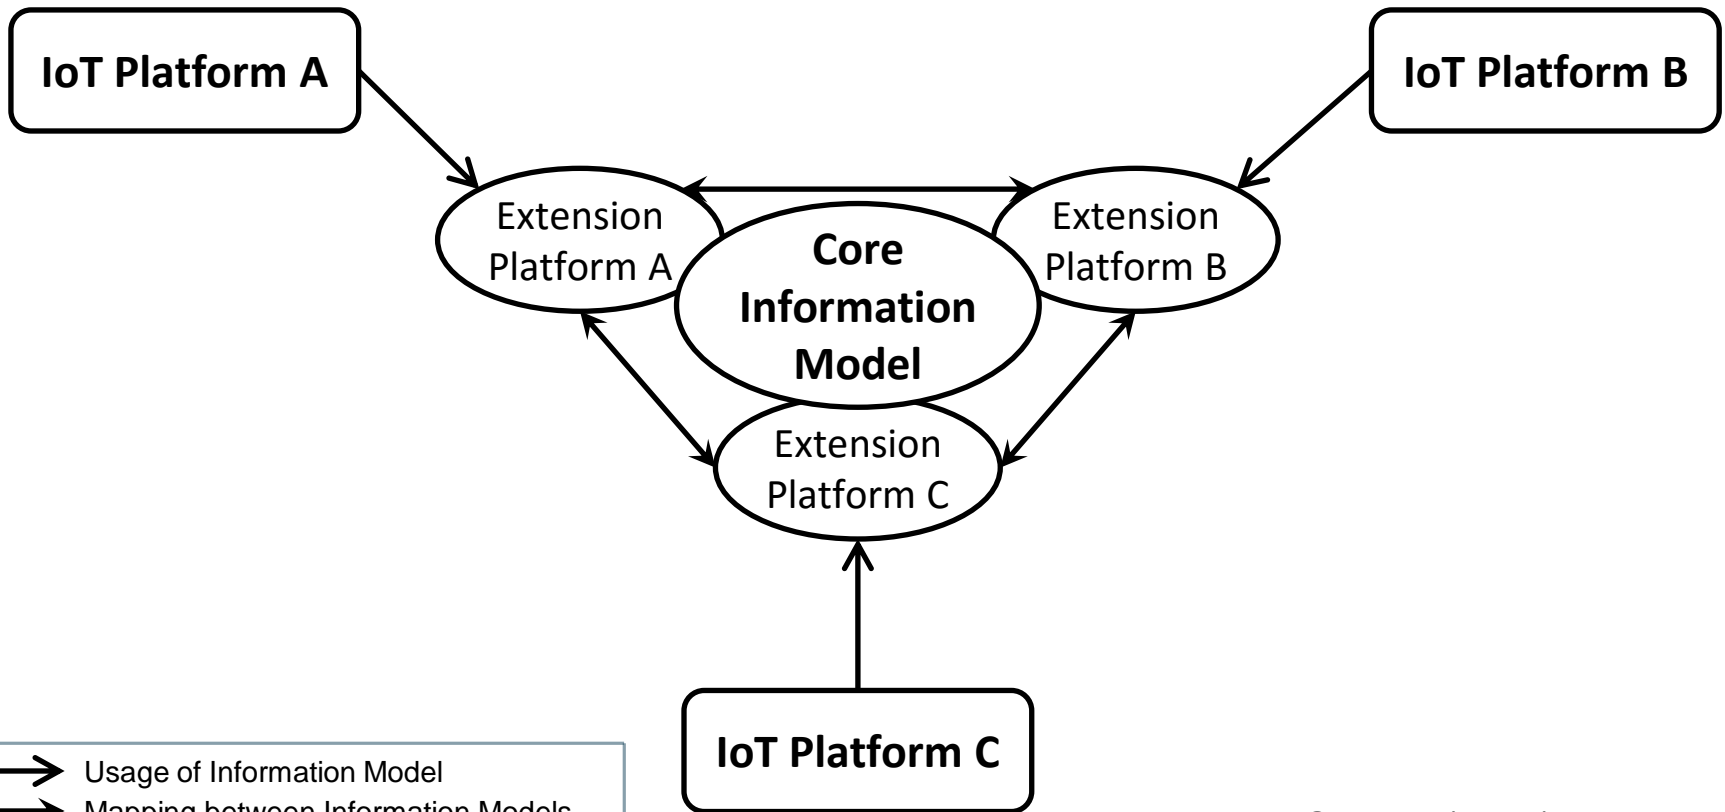 IoT Platform A
IoT Platform B
Extension
Platform A
Extension
Platform B
Core
Information
Model
Extension
Platform C
IoT Platform C
Usage of Information Model
Mapping between Information Models